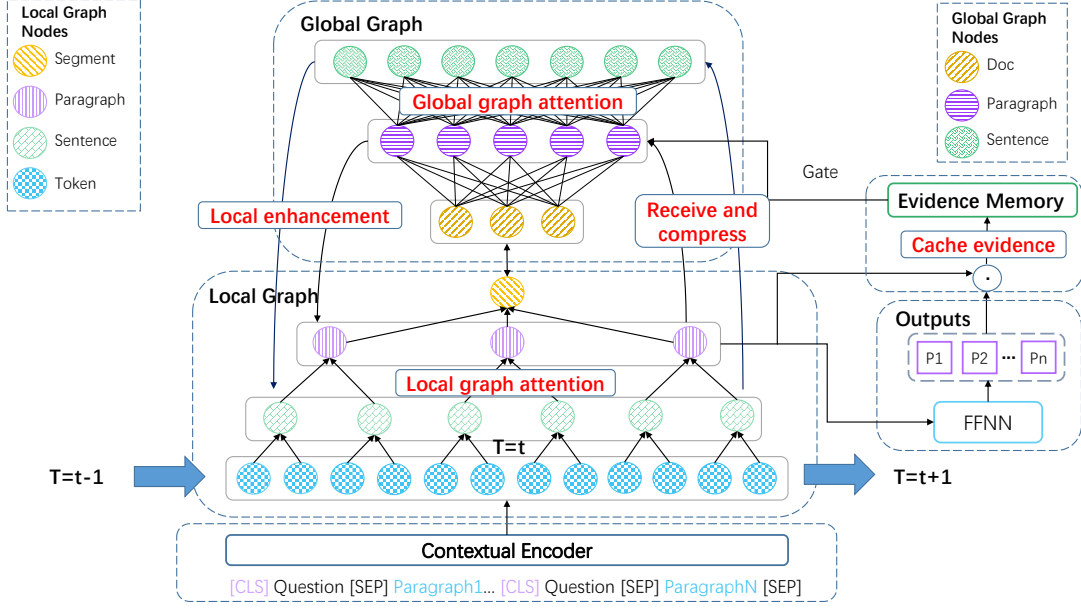 Local Graph
Nodes
Segment
Paragraph
Sentence
Token
Global Graph
Global graph attention
Local enhancement
Receive and
compress
Global Graph
Nodes
Doc
Paragraph
Sentence
Gate
Evidence Memory
Cache evidence
Local Graph
Local graph attention
T=t
T=t-1
T=t+1
Outputs
P1
P2
...
Pn
FFNN
Contextual Encoder
[CLS] Question [SEP] Paragraph1... [CLS] Question [SEP] ParagraphN [SEP]